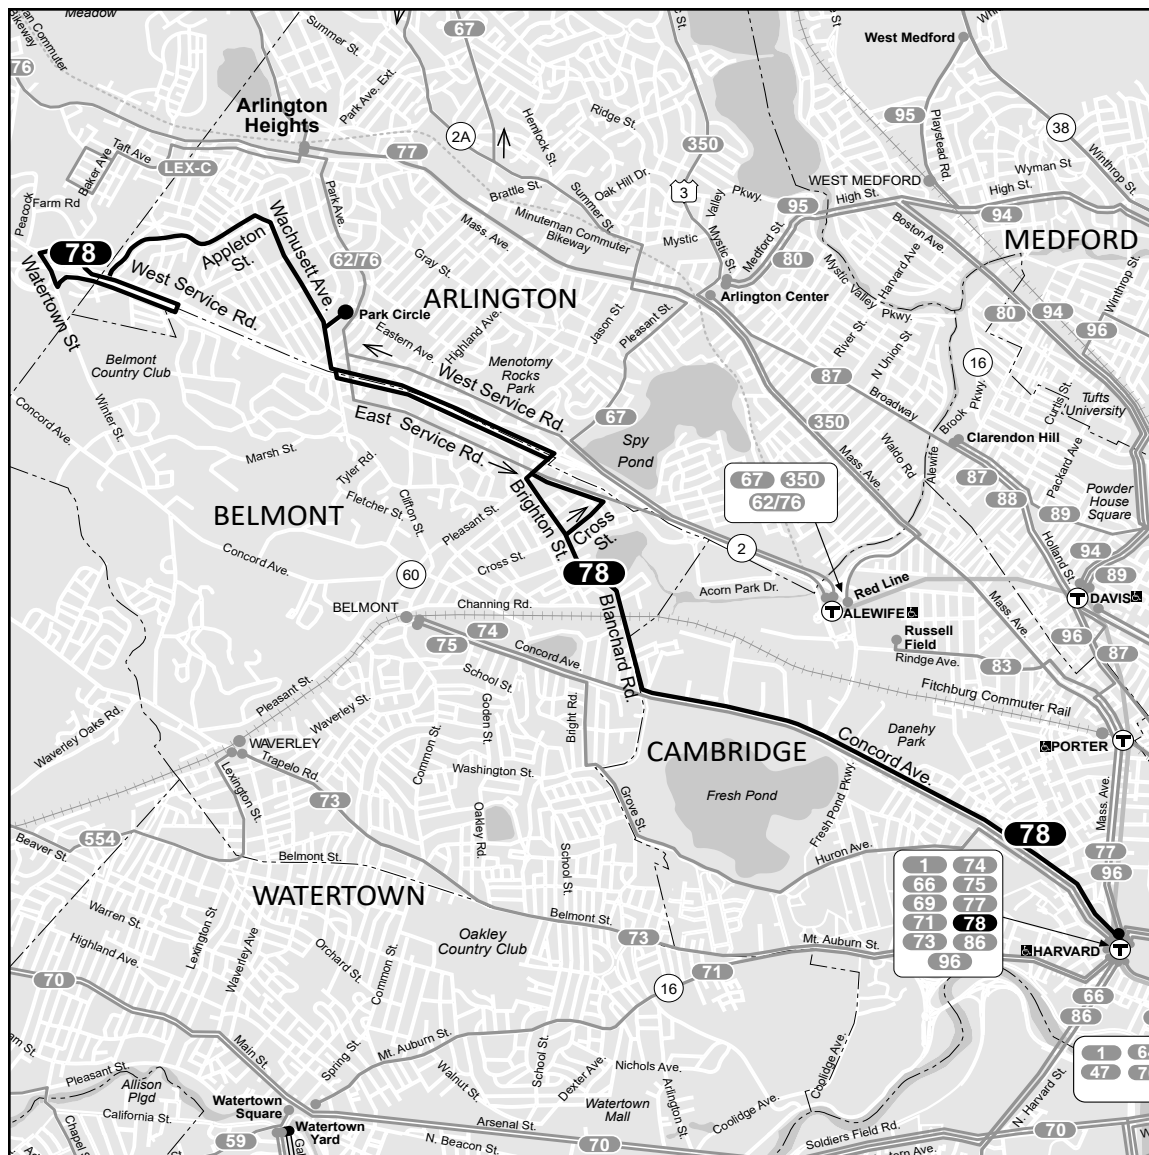 Meadow
Bikeway
76
67
Summer St.
Mystic St.
West Medford
Park Ave. Ext.
Arlington
Heights
Ridge St.
Hemlock St.
2A
95
38
Playstead Rd.
Winthrop St.
350
77
Baker Ave
Taft Ave
LEX-C
Brattle St.
Summer St.
Oak Hill Dr.
3
Pkwy.
Valley
95
WEST MEDFORD
High St.
Wyman St
High St.
94
Peacock
Farm Rd
Park Ave.
Mass. Ave.
Minuteman Commuter
Bikeway
Mystic
Mystic St.
Medford St.
80
Boston Ave.
Harvard Ave.
MEDFORD
Wachusett Ave.
Appleton
St.
78
West Service Rd.
Watertown St
62/76
Gray St.
ARLINGTON
Mystic Valley
Pkwy.
Winthrop St.
Arlington Center
Park Circle
Eastern Ave.
Highland Ave.
Jason St.
Pleasant St.
River St.
N Union St.
80
94
96
16
Belmont
Country Club
Menotomy
Rocks
Park
West Service Rd.
87
Broadway
Brook
Pkwy.
Curtis St.
Tufts
University
Concord Ave.
Winter St.
East Service Rd.
67
Spy
Pond
350
Mass. Ave.
Waldo Rd
Alewife
Clarendon Hill
Packard Ave
Marsh St.
Tyler Rd.
Fletcher St.
Clifton
St.
Pleasant St.
BELMONT
Brighton St.
Cross
St.
67
350
62/76
87
88
89
Powder
House
Square
Holland St.
94
89
Concord Ave.
Cross St.
60
78
2
Acorn Park Dr.
Red Line
T
ALEWIFE
T
DAVIS
BELMONT
Channing Rd.
74
75
Concord Ave.
Blanchard Rd.
Russell
Field
Rindge Ave.
83
Mass. Ave.
96
87
Fitchburg Commuter Rail
School St.
Pleasant St.
Waverley Oaks Rd.
Waverley St.
Goden St.
Bright Rd.
Common St.
CAMBRIDGE
Concord Ave.
Danehy
Park
PORTER
T
WAVERLEY
Trapelo Rd.
Lexington St.
Washington St.
73
Fresh Pond
Fresh Pond Pkwy.
Grove St.
Oakley Rd.
Mass. Ave.
554
Beaver St.
Belmont St.
School St.
Huron Ave.
78
77
96
1
74
66
75
69
77
71
78
73
86
96
WATERTOWN
Warren St.
Highland Ave.
Lexington St.
Waverley Ave
Orchard St.
Common St.
Oakley
Country Club
Belmont St.
73
Mt. Auburn St.
HARVARD
T
71
16
70
66
86
Main St.
Spring St.
Mt. Auburn St.
School St.
Walnut St.
Dexter Ave.
Nichols Ave.
Arlington St.
Coolidge Ave.
Coolidge Ave.
1
47
N. Harvard St.
Pleasant St.
Allison
Plgd
California St.
Watertown
Square
Watertown
Yard
Watertown
Mall
Arsenal St.
N. Beacon St.
Soldiers Field Rd.
70
70
59
Chapel St.